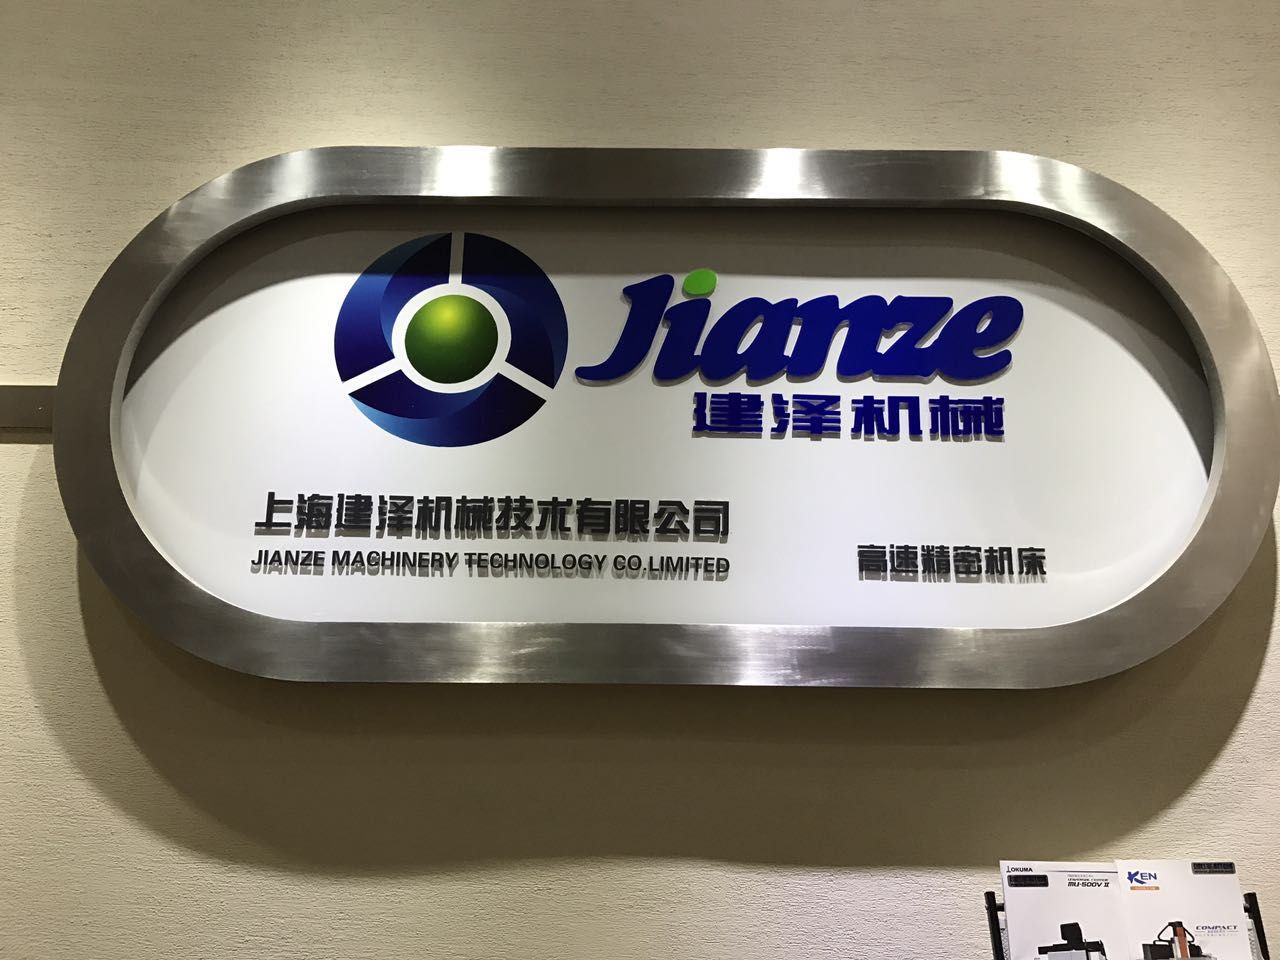 Jianze
建泽机械
上海建泽机械技术有限公司
JIANZE MACHINERY TECHNOLOGY CO.LIMITED
高速精密机床
OKUMA
MU-500V II
KEN
COMPACT